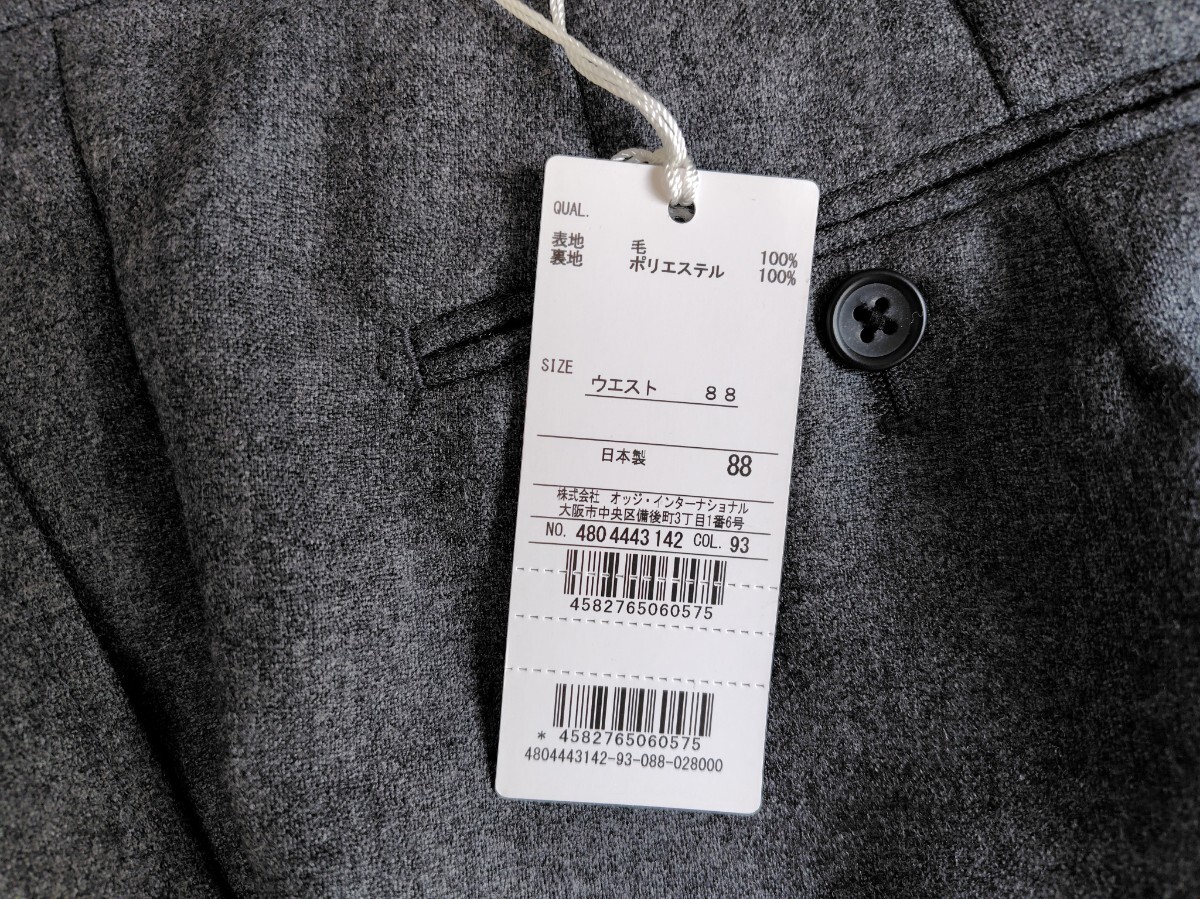 QUAL.
表地 毛 100%
裏地 ポリエステル 100%
SIZE
ウエスト 88
日本製 88
株式会社 オッジ・インターナショナル
大阪市中央区備後町3丁目1番6号
NO. 4804443142 COL. 93
4582765060575
* 4582765060575
4804443142-93-088-028000